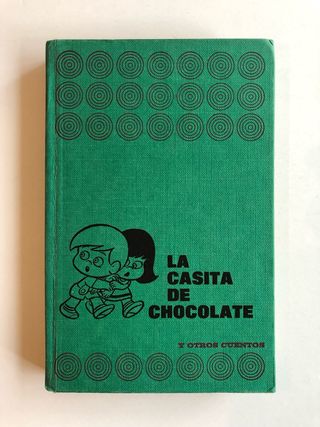 LA
CASITA
DE
CHOCOLATE
Y OTROS CUENTOS